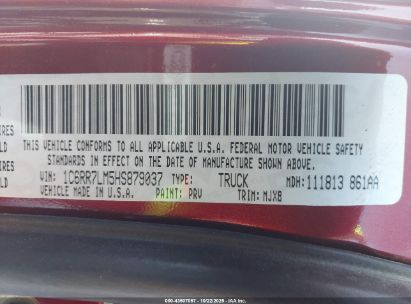 THIS VEHICLE CONFORMS TO ALL APPLICABLE U.S.A. FEDERAL MOTOR VEHICLE SAFETY
IRES
STANDARDS IN EFFECT ON THE DATE OF MANUFACTURE SHOWN ABOVE.
VIN: 1C6RR7LM5HS879037 TYPE: TRUCK MDH: 111813 861AA
VEHICLE MADE IN U.S.A. PAINT: PRV TRIM: MJX8